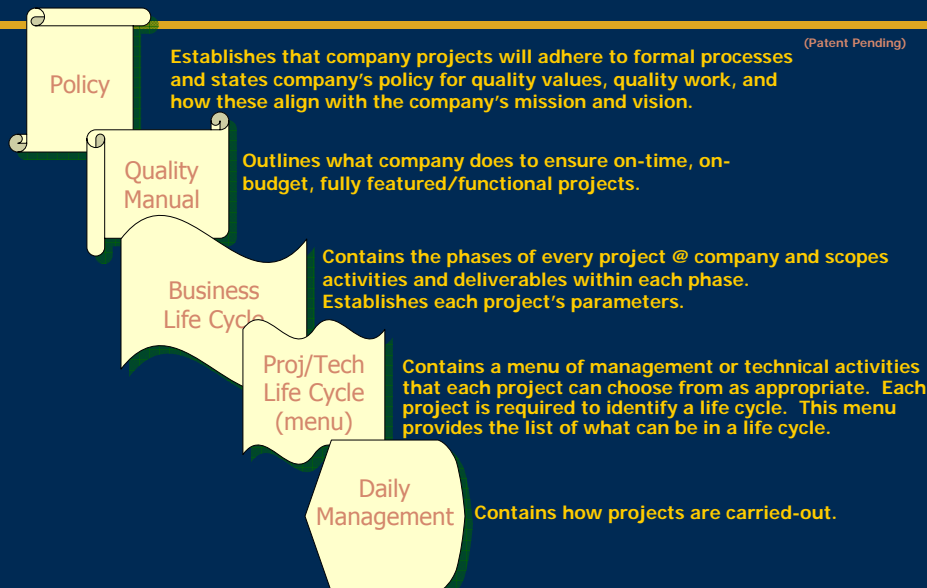 (Patent Pending)
Policy
Establishes that company projects will adhere to formal processes
and states company's policy for quality values, quality work, and
how these align with the company's mission and vision.
Quality
Manual
Outlines what company does to ensure on-time, on-
budget, fully featured/functional projects.
Business
Life Cycle
Contains the phases of every project @ company and scopes
activities and deliverables within each phase.
Establishes each project's parameters.
Proj/Tech
Life Cycle
(menu)
Contains a menu of management or technical activities
that each project can choose from as appropriate. Each
project is required to identify a life cycle. This menu
provides the list of what can be in a life cycle.
Daily
Management
Contains how projects are carried-out.